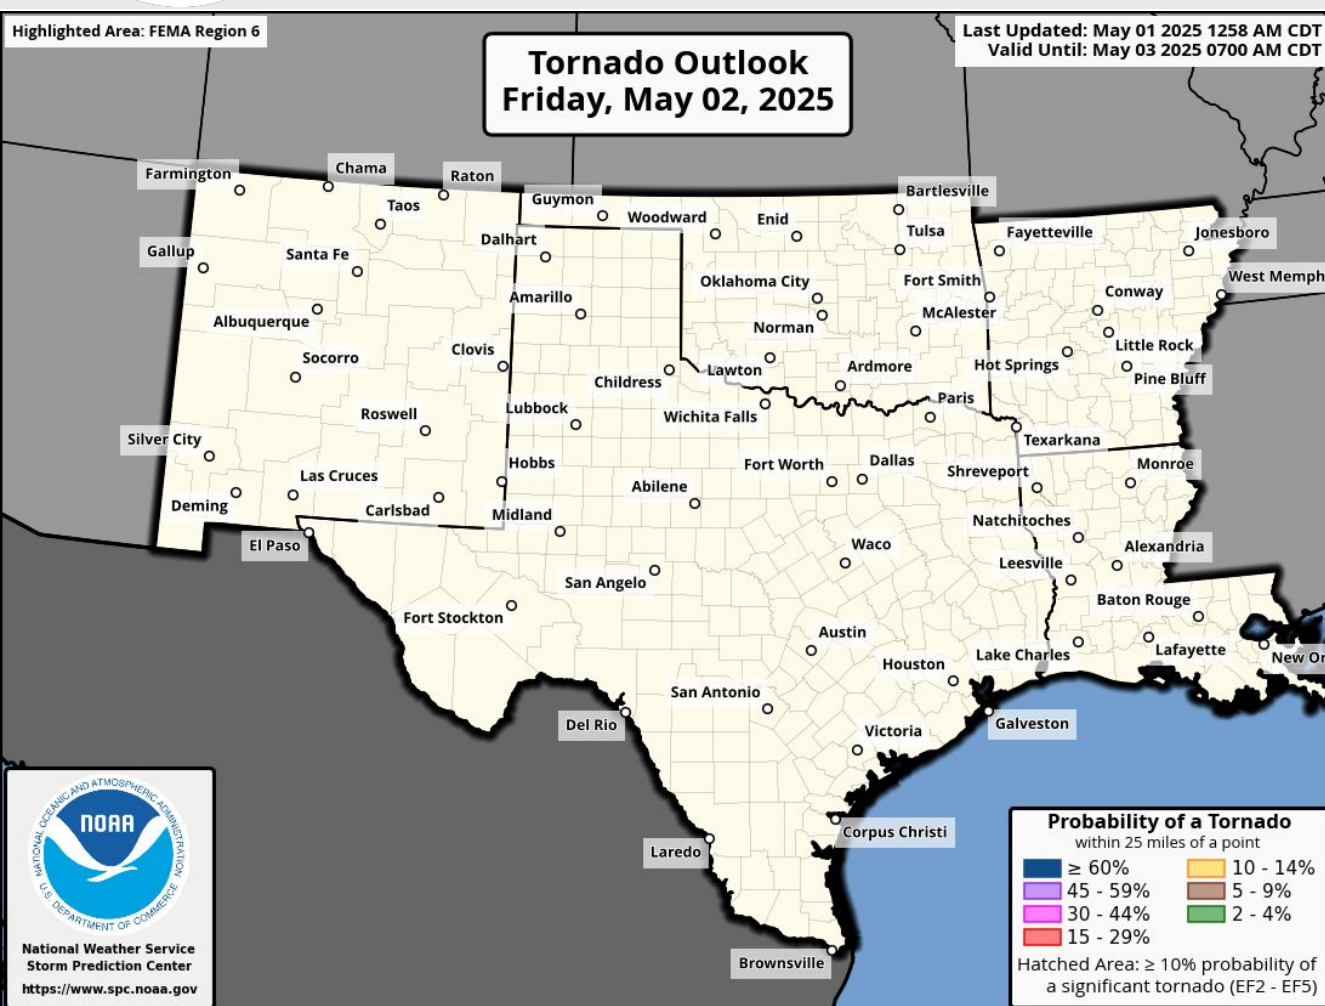 Highlighted Area: FEMA Region 6
Last Updated: May 01 2025 1258 AM CDT
Valid Until: May 03 2025 0700 AM CDT
Tornado Outlook
Friday, May 02, 2025
Farmington
Chama
Raton
Taos
Guymon
Woodward
Enid
Bartlesville
Tulsa
Fayetteville
Jonesboro
Gallup
Santa Fe
Dalhart
Albuquerque
Amarillo
Oklahoma City
Fort Smith
Conway
West Memph
Norman
McAlester
Little Rock
Socorro
Clovis
Childress
Lawton
Ardmore
Hot Springs
Pine Bluff
Roswell
Lubbock
Wichita Falls
Paris
Texarkana
Silver City
Las Cruces
Hobbs
Fort Worth
Dallas
Shreveport
Monroe
Deming
Carlsbad
Midland
Abilene
Natchitoches
El Paso
Waco
Leesville
Alexandria
San Angelo
Fort Stockton
Baton Rouge
Austin
Houston
Lake Charles
Lafayette
New Or
San Antonio
Del Rio
Victoria
Galveston
Corpus Christi
Laredo
Brownsville
NATIONAL OCEANIC AND ATMOSPHERIC ADMINISTRATION
NOAA
U.S. DEPARTMENT OF COMMERCE
National Weather Service
Storm Prediction Center
https://www.spc.noaa.gov
Probability of a Tornado
within 25 miles of a point
≥ 60%
10 - 14%
45 - 59%
5 - 9%
30 - 44%
2 - 4%
15 - 29%
Hatched Area: ≥ 10% probability of
a significant tornado (EF2 - EF5)